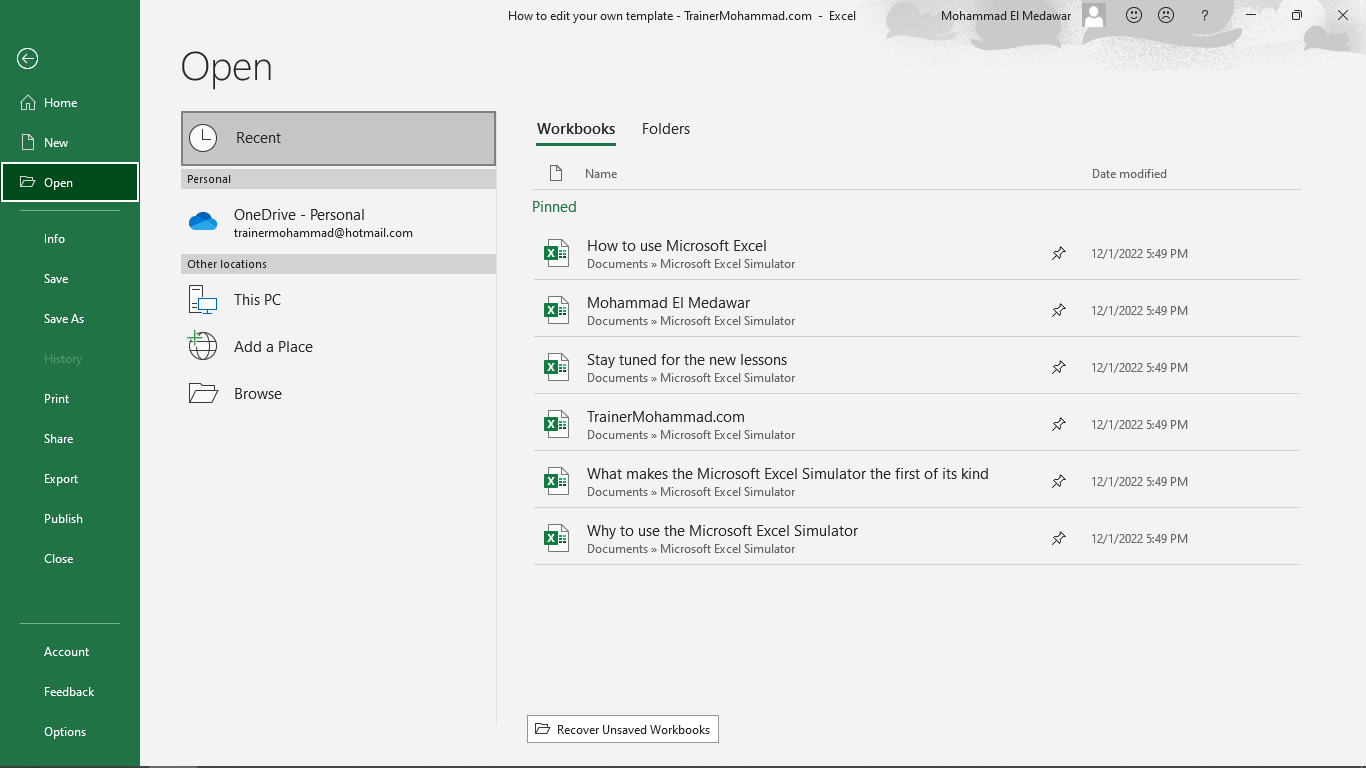 How to edit your own template - TrainerMohammad.com - Excel
Mohammad El Medawar
?
Home
New
Open
Info
Save
Save As
History
Print
Share
Export
Publish
Close
Account
Feedback
Options
Open
Recent
Personal
OneDrive - Personal
trainermohammad@hotmail.com
Other locations
This PC
Add a Place
Browse
Workbooks Folders
Name Date modified
Pinned
How to use Microsoft Excel
Documents » Microsoft Excel Simulator
12/1/2022 5:49 PM
Mohammad El Medawar
Documents » Microsoft Excel Simulator
12/1/2022 5:49 PM
Stay tuned for the new lessons
Documents » Microsoft Excel Simulator
12/1/2022 5:49 PM
TrainerMohammad.com
Documents » Microsoft Excel Simulator
12/1/2022 5:49 PM
What makes the Microsoft Excel Simulator the first of its kind
Documents » Microsoft Excel Simulator
12/1/2022 5:49 PM
Why to use the Microsoft Excel Simulator
Documents » Microsoft Excel Simulator
12/1/2022 5:49 PM
Recover Unsaved Workbooks